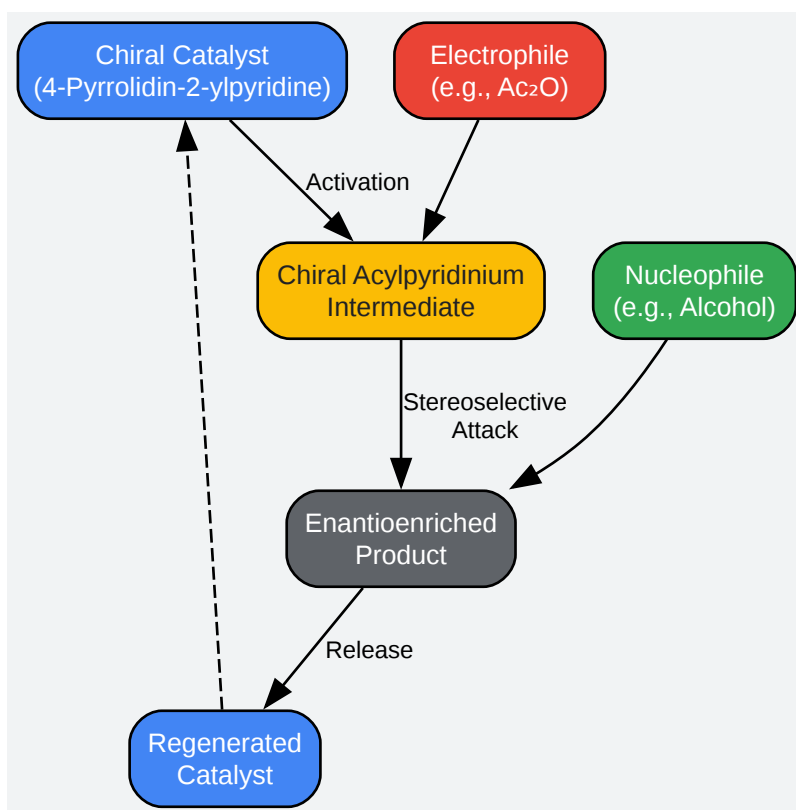 Chiral Catalyst
(4-Pyrrolidin-2-ylpyridine)
Electrophile
(e.g., Ac₂O)
Activation
Chiral Acylpyridinium
Intermediate
Nucleophile
(e.g., Alcohol)
Stereoselective
Attack
Enantioenriched
Product
Release
Regenerated
Catalyst